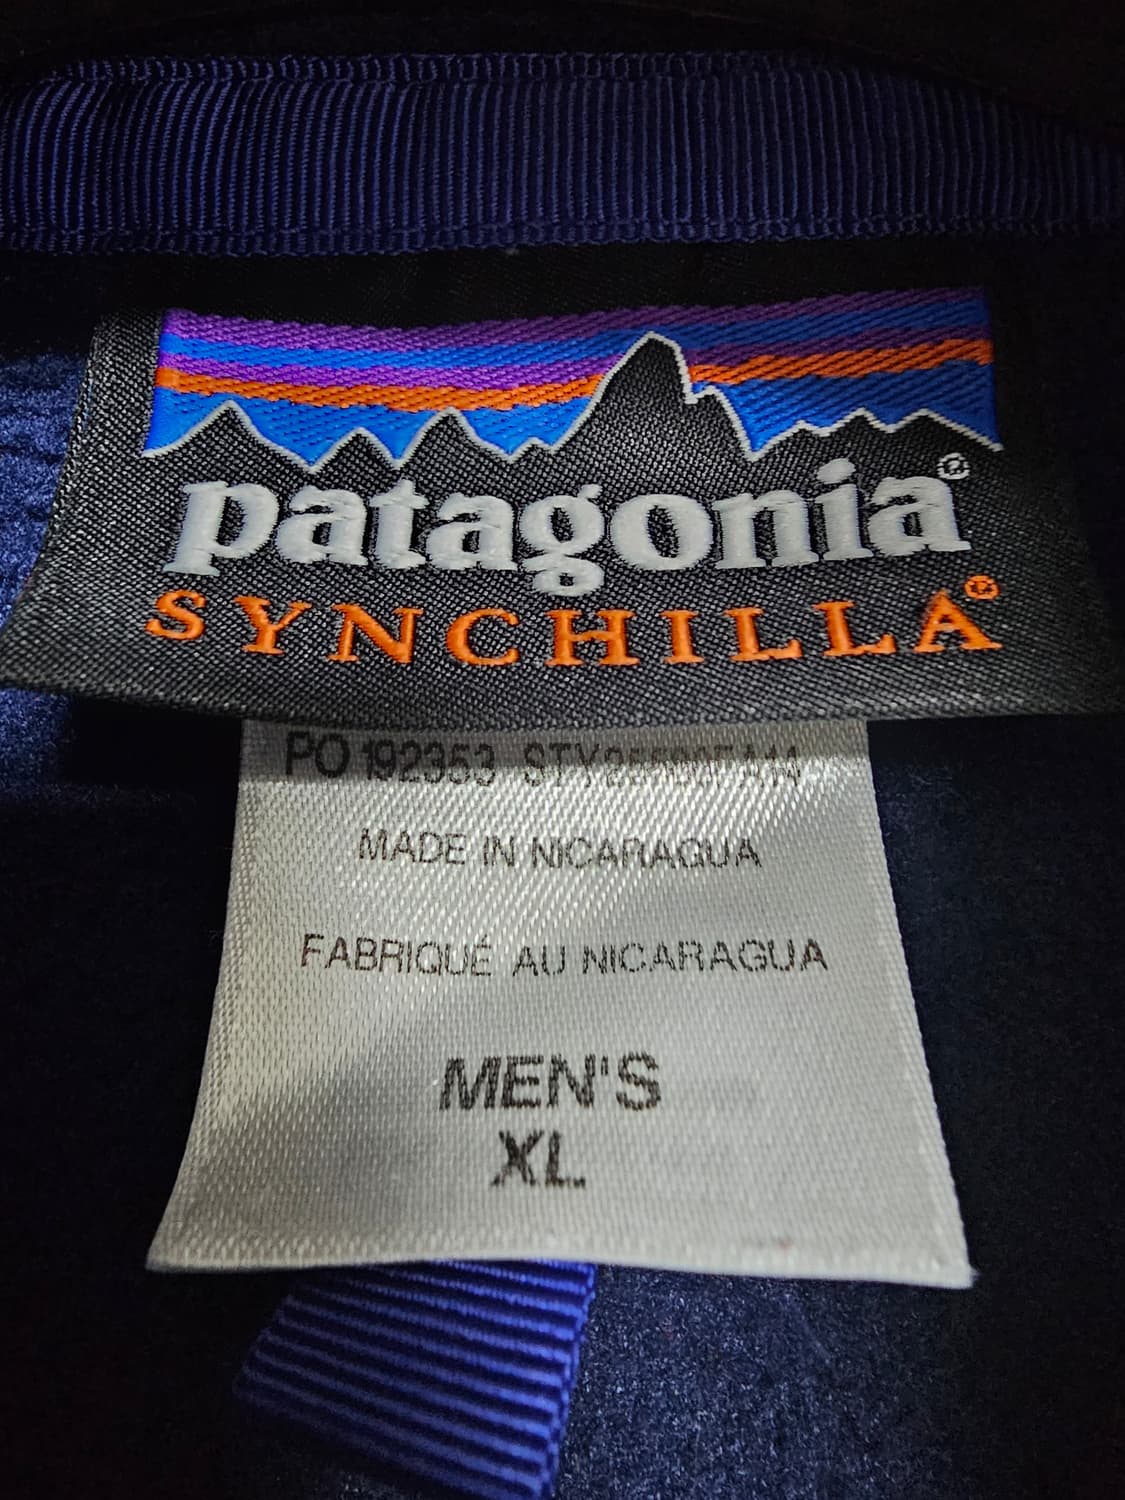 patagonia®
SYNCHILLA®
PO 192353
MADE IN NICARAGUA
FABRIQUÉ AU NICARAGUA
MEN'S
XL